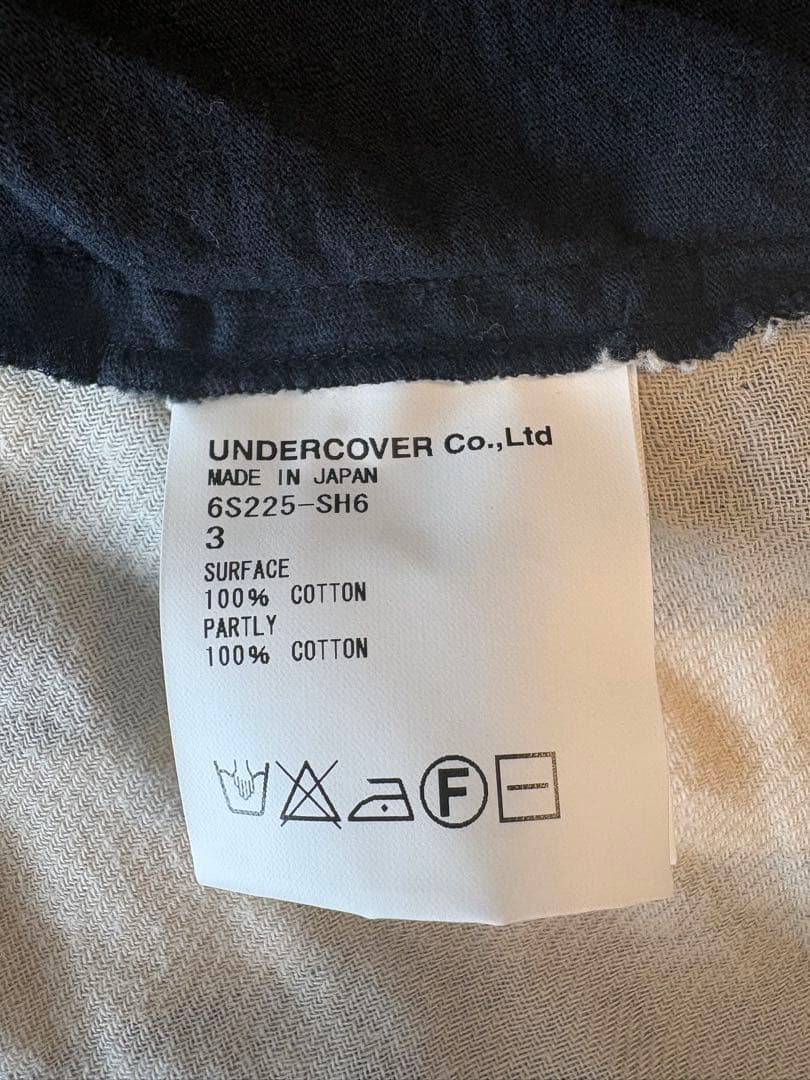 UNDERCOVER Co.,Ltd
MADE IN JAPAN
6S225-SH6
3
SURFACE
100% COTTON
PARTLY
100% COTTON
F